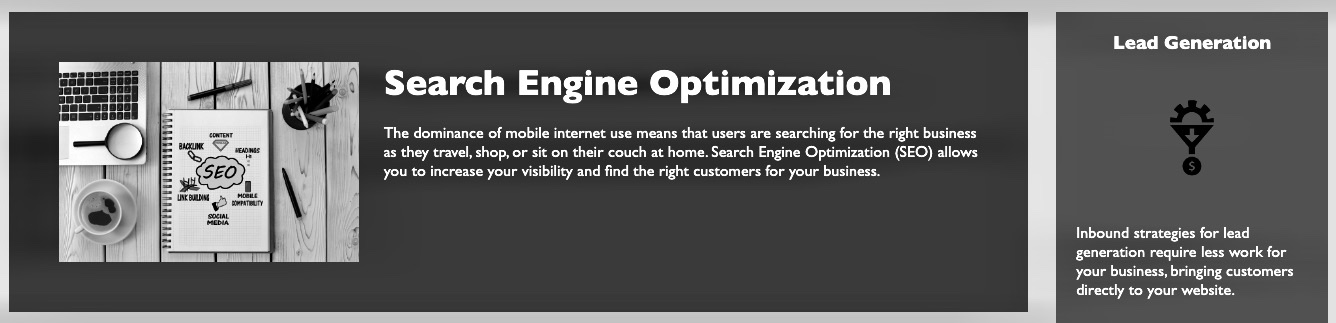 Search Engine Optimization
The dominance of mobile internet use means that users are searching for the right business
as they travel, shop, or sit on their couch at home. Search Engine Optimization (SEO) allows
you to increase your visibility and find the right customers for your business.
CONTENT
BACKLINK
HEADINGS
H1
SEO
LINK BUILDING
MOBILE
COMPATIBILITY
SOCIAL
MEDIA
Lead Generation
$
Inbound strategies for lead
generation require less work for
your business, bringing customers
directly to your website.